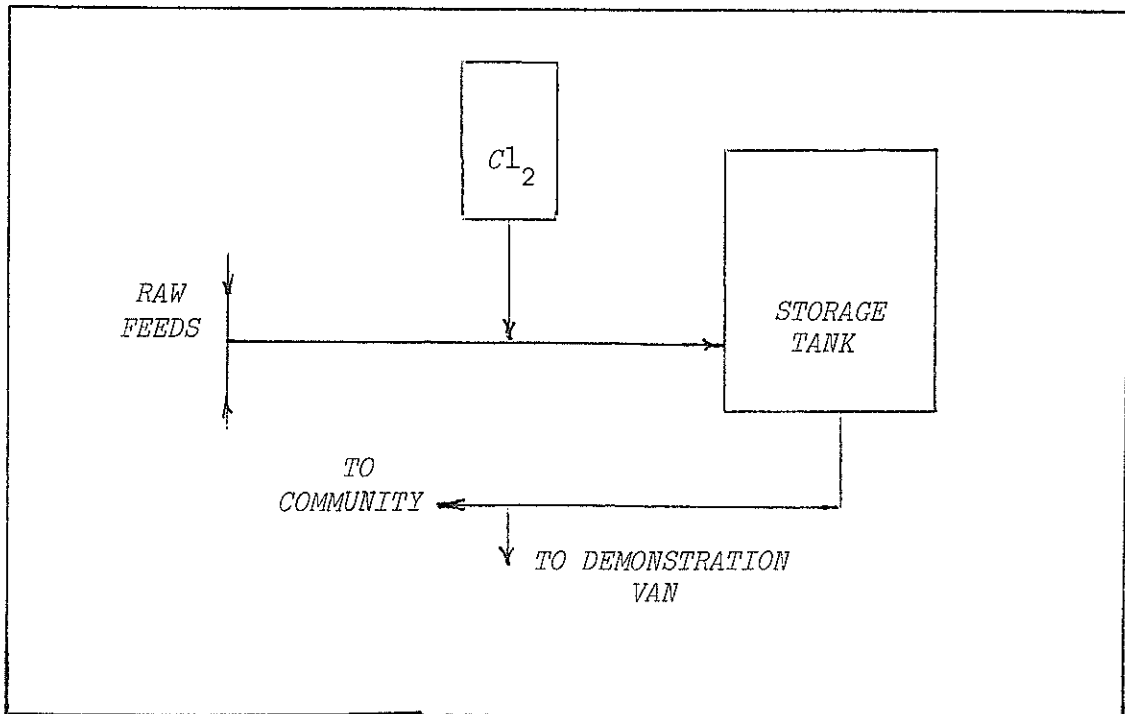 Cl2
RAW
FEEDS
STORAGE
TANK
TO
COMMUNITY
TO DEMONSTRATION
VAN